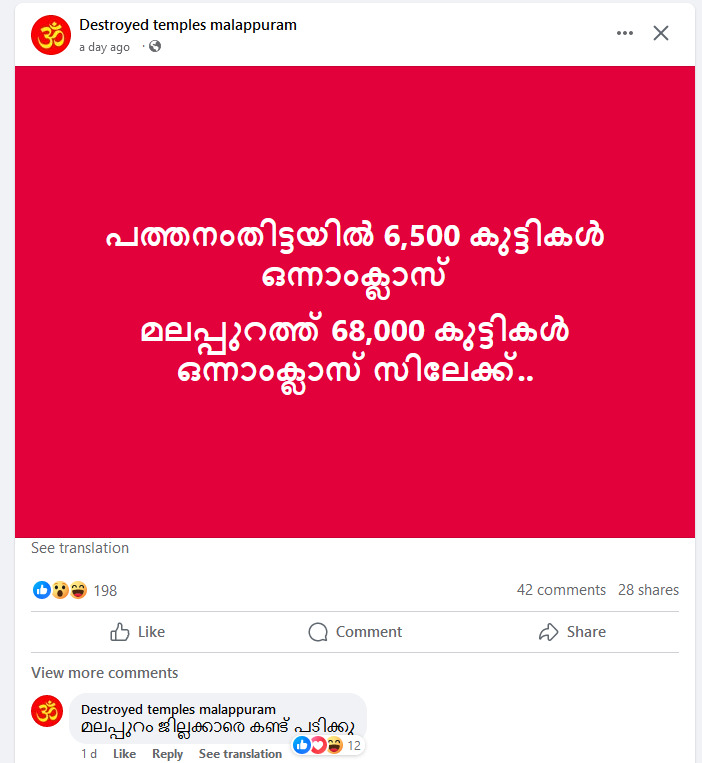 Destroyed temples malappuram
a day ago ·
പത്തനംതിട്ടയിൽ 6,500 കുട്ടികൾ
ഒന്നാംക്ലാസ്
മലപ്പുറത്ത് 68,000 കുട്ടികൾ
ഒന്നാംക്ലാസ് സിലേക്ക്..
See translation
198
42 comments 28 shares
Like Comment Share
View more comments
Destroyed temples malappuram
മലപ്പുറം ജില്ലക്കാരെ കണ്ട് പടിക്കൂ
1 d Like Reply See translation 12